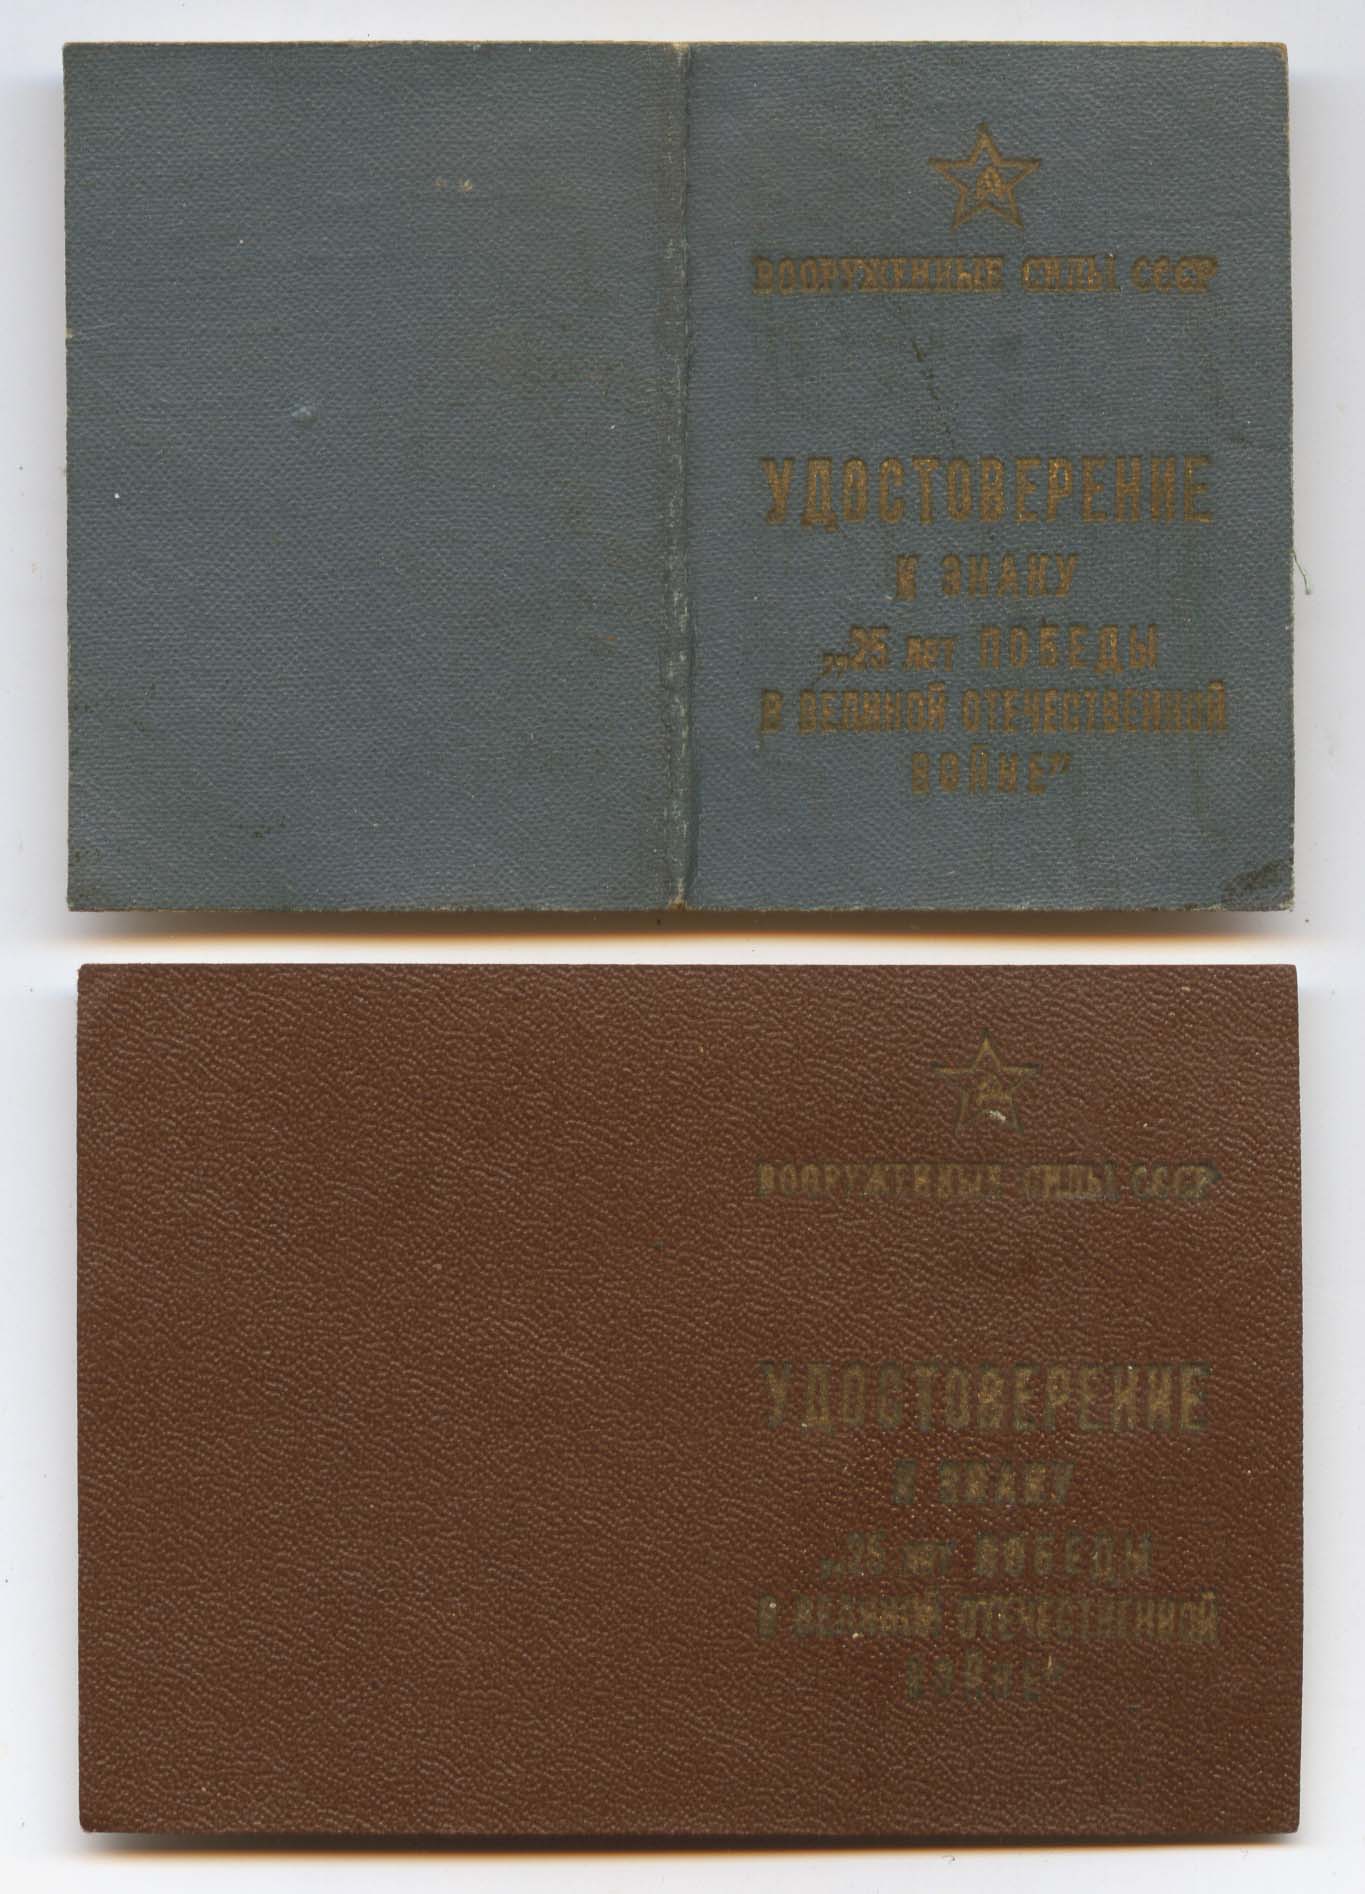 ВООРУЖЕННЫЕ СИЛЫ СССР
УДОСТОВЕРЕНИЕ
К ЗНАКУ
„25 лет ПОБЕДЫ
В ВЕЛИКОЙ ОТЕЧЕСТВЕННОЙ
ВОЙНЕ”
ВООРУЖЕННЫЕ СИЛЫ СССР
УДОСТОВЕРЕНИЕ
К ЗНАКУ
„25 лет ПОБЕДЫ
В ВЕЛИКОЙ ОТЕЧЕСТВЕННОЙ
ВОЙНЕ”